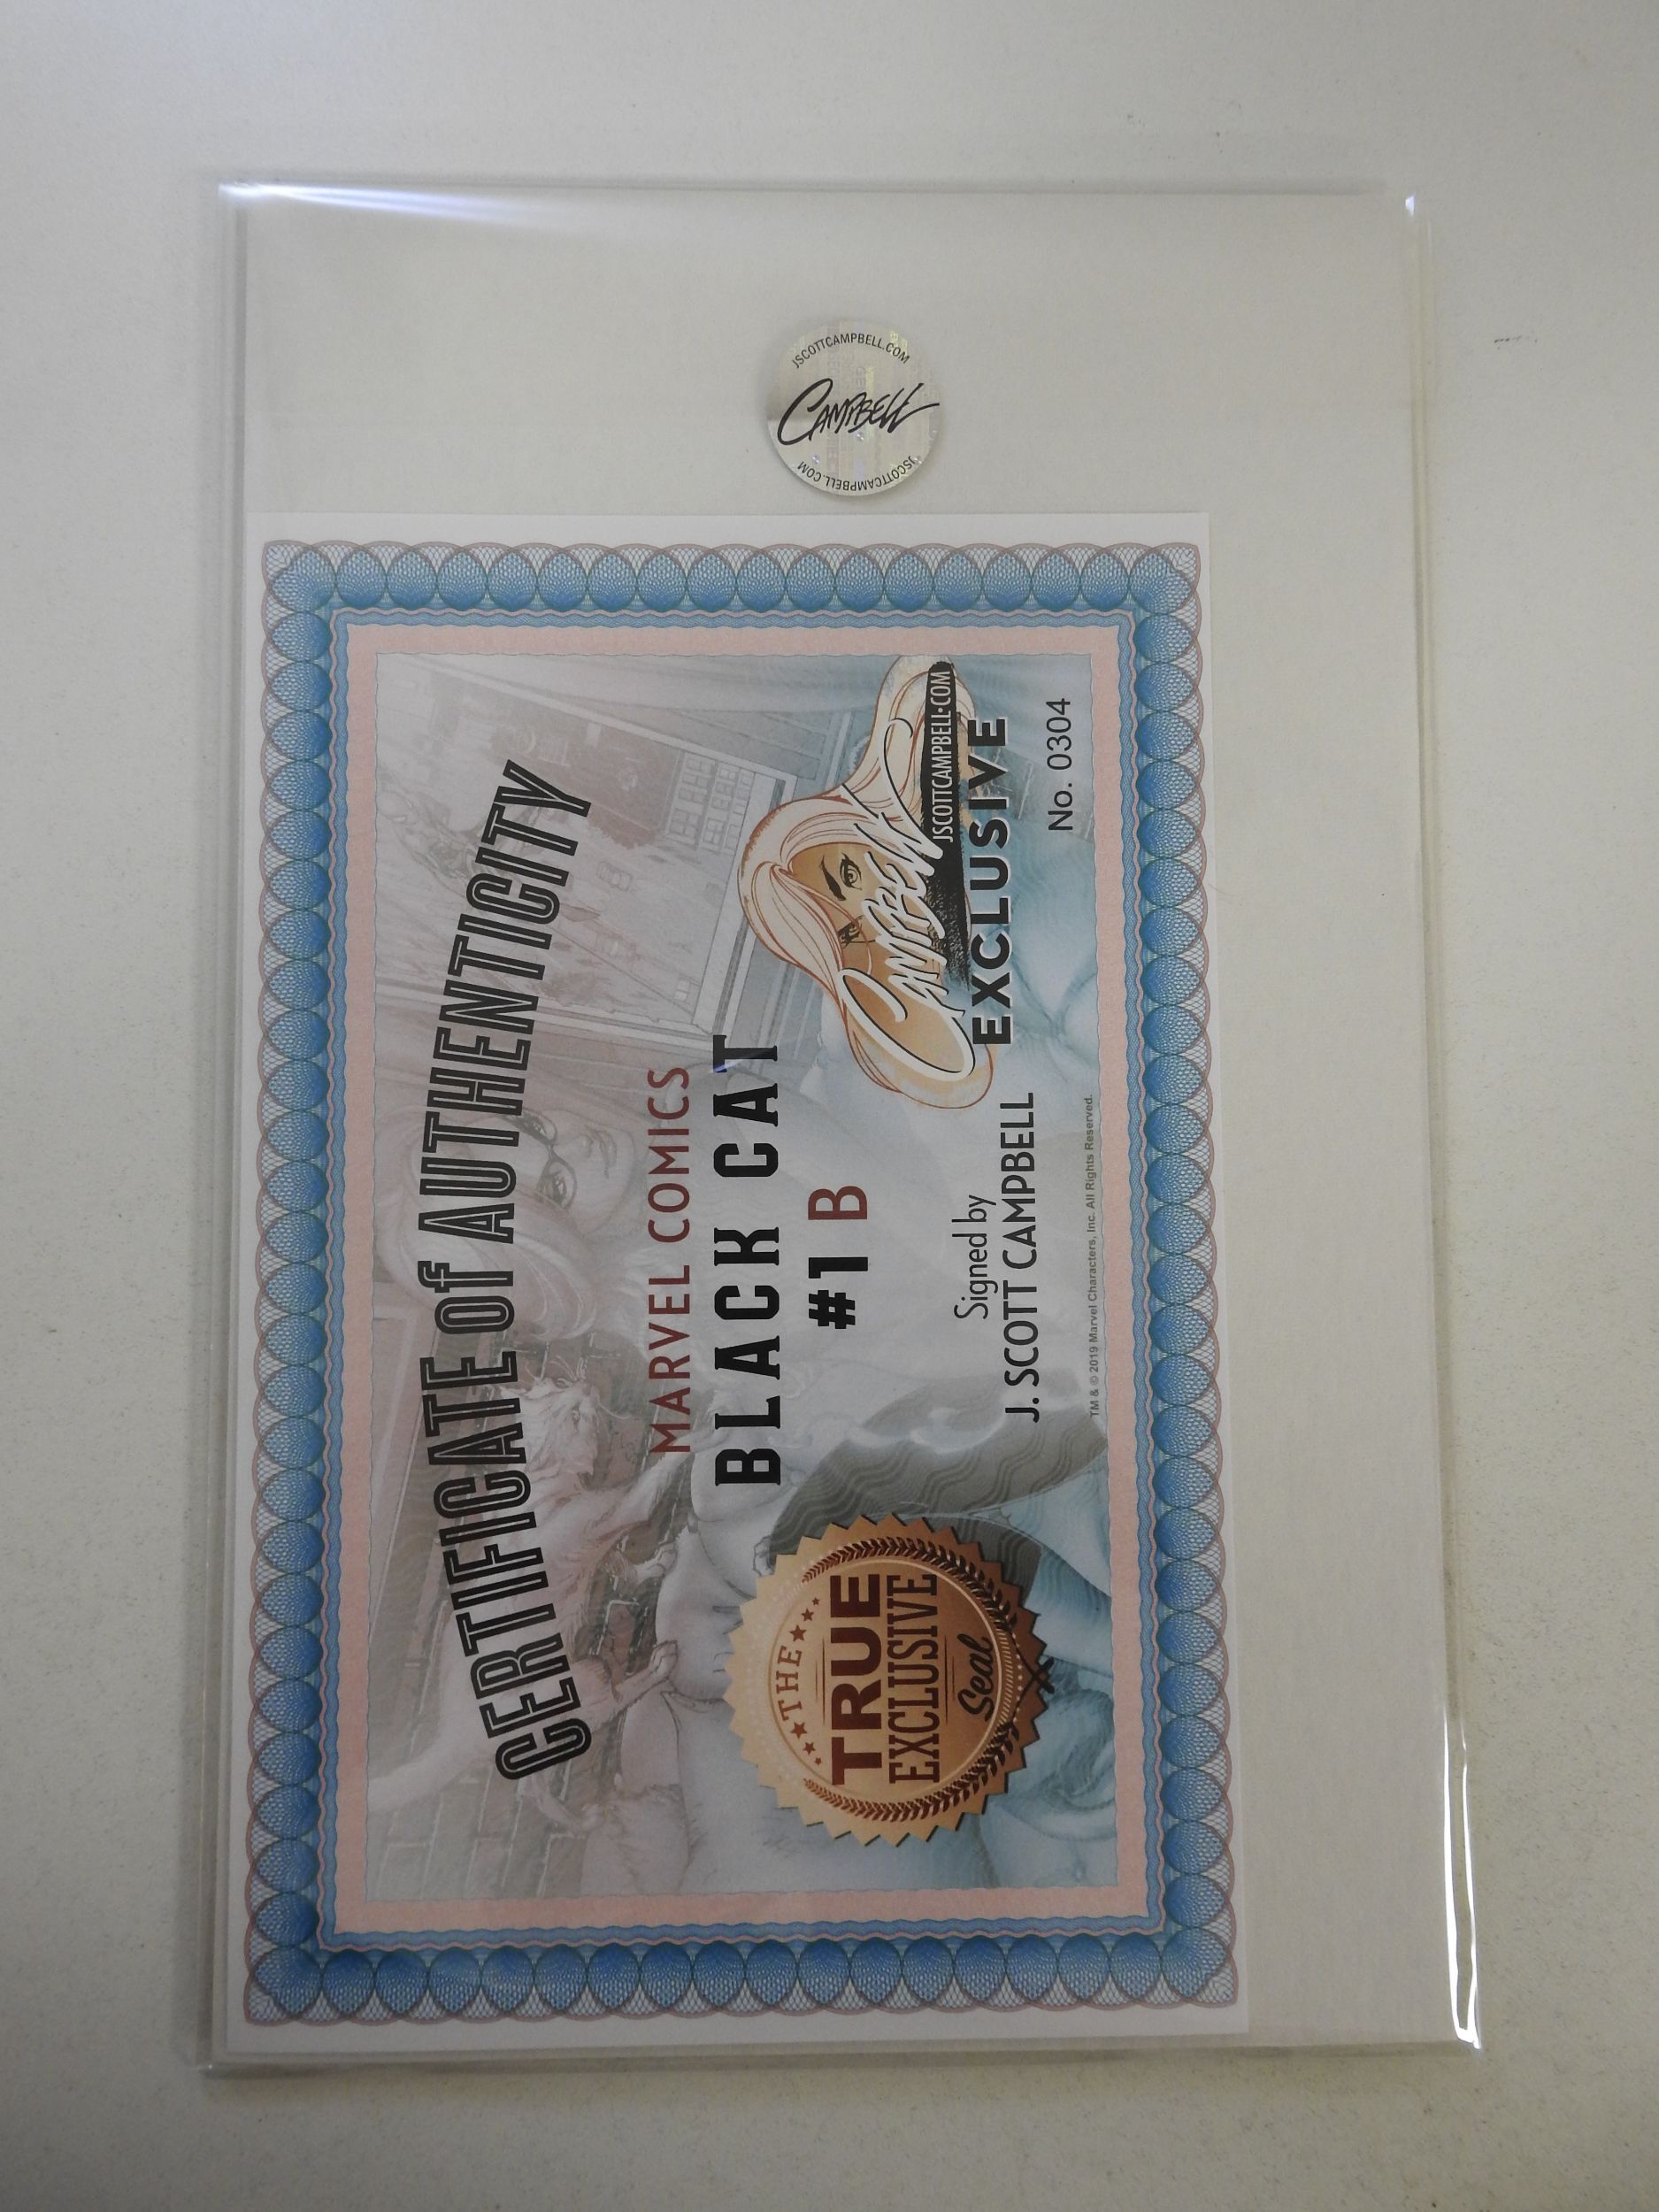 JSCOTTCAMPBELL.COM
CAMPBELL
JSCOTTCAMPBELL.COM
CERTIFICATE of AUTHENTICITY
MARVEL COMICS
BLACK CAT
#1 B
THE
TRUE
EXCLUSIVE
Seal
Signed by
J. SCOTT CAMPBELL
CAMPBELL
JSCOTTCAMPBELL.COM
EXCLUSIVE
No. 0304
TM & © 2019 Marvel Characters, Inc. All Rights Reserved.